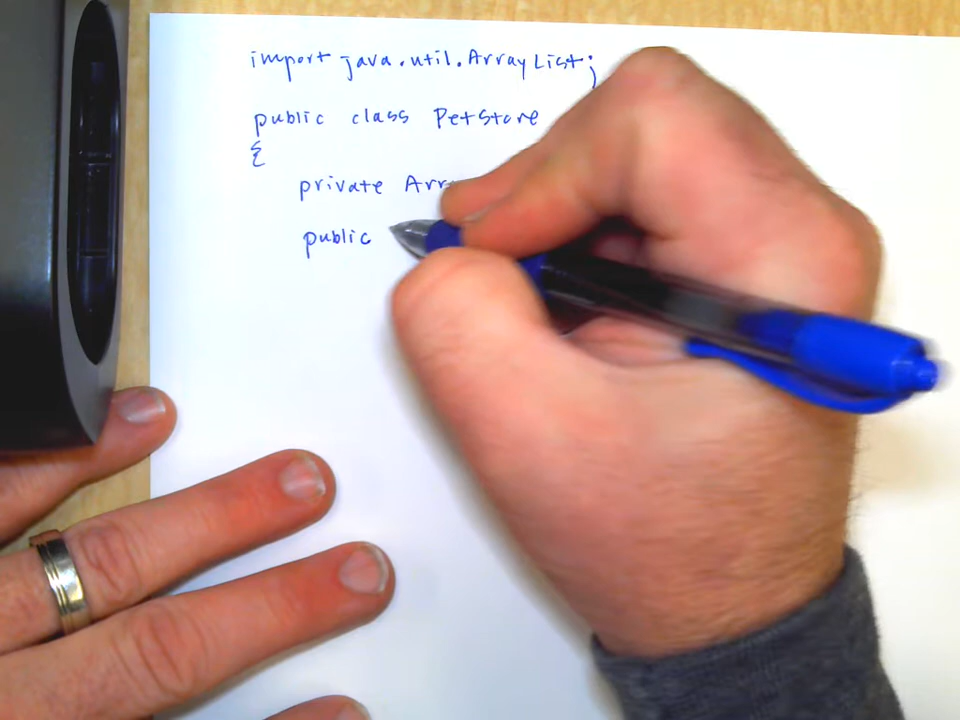 import java.util.ArrayList;
public class PetStore
{
private
public